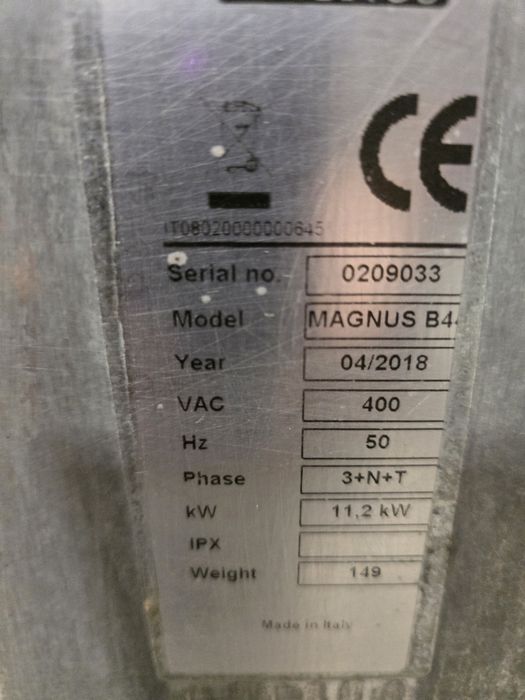 CE
IT08020000000645
Serial no. 0209033
Model MAGNUS B44
Year 04/2018
VAC 400
Hz 50
Phase 3+N+T
kW 11,2 kW
IPX
Weight 149
Made in Italy